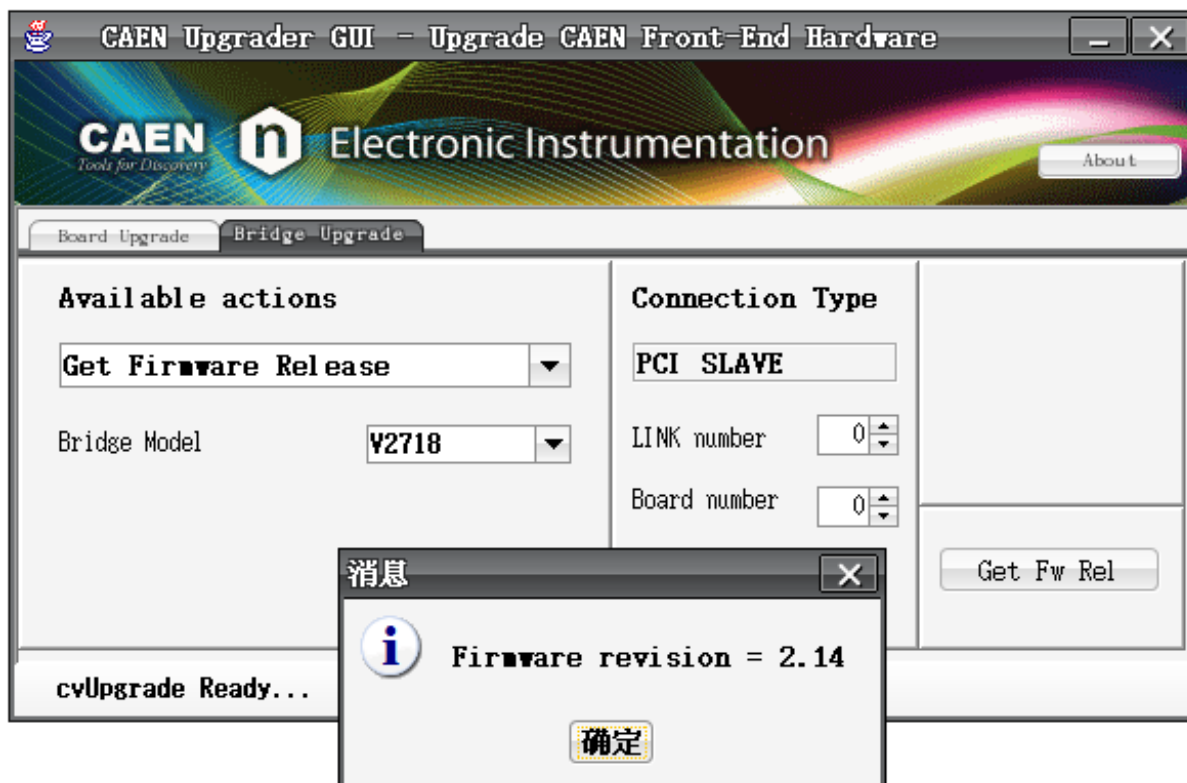 CAEN Upgrader GUI - Upgrade CAEN Front-End Hardware
CAEN
Tools for Discovery
n
Electronic Instrumentation
About
Board Upgrade
Bridge Upgrade
Available actions
Connection Type
Get Firmware Release
PCI SLAVE
Bridge Model
V2718
LINK number
0
Board number
0
Get Fw Rel
消息
i
Firmware revision = 2.14
cvUpgrade Ready...
确定